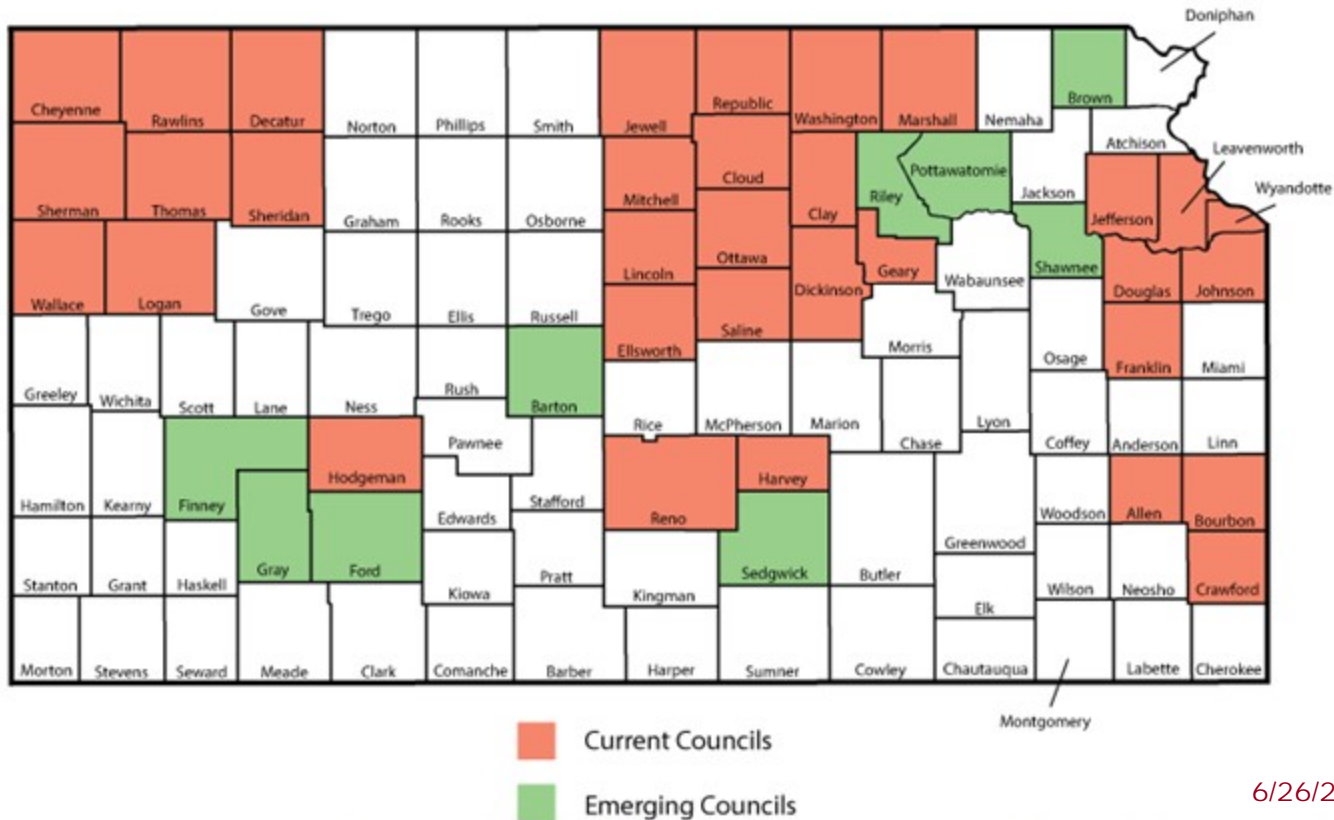 Doniphan
Cheyenne
Rawlins
Decatur
Norton
Phillips
Smith
Jewell
Republic
Washington
Marshall
Nemaha
Brown
Atchison
Leavenworth
Wyandotte
Sherman
Thomas
Sheridan
Graham
Rooks
Osborne
Mitchell
Cloud
Clay
Riley
Pottawatomie
Jackson
Jefferson
Wallace
Logan
Gove
Trego
Ellis
Russell
Lincoln
Ottawa
Dickinson
Geary
Wabaunsee
Shawnee
Douglas
Johnson
Greeley
Wichita
Scott
Lane
Ness
Rush
Barton
Ellsworth
Saline
Morris
Osage
Franklin
Miami
Pawnee
Rice
McPherson
Marion
Chase
Lyon
Coffey
Anderson
Linn
Hamilton
Kearny
Finney
Hodgeman
Edwards
Stafford
Reno
Harvey
Greenwood
Woodson
Allen
Bourbon
Stanton
Grant
Haskell
Gray
Ford
Kiowa
Pratt
Kingman
Sedgwick
Butler
Elk
Wilson
Neosho
Crawford
Morton
Stevens
Seward
Meade
Clark
Comanche
Barber
Harper
Sumner
Cowley
Chautauqua
Labette
Cherokee
Montgomery
Current Councils
Emerging Councils
6/26/2